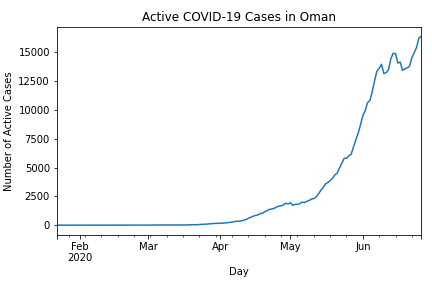 Active COVID-19 Cases in Oman
Number of Active Cases
15000
12500
10000
7500
5000
2500
0
Feb
2020
Mar
Apr
May
Jun
Day